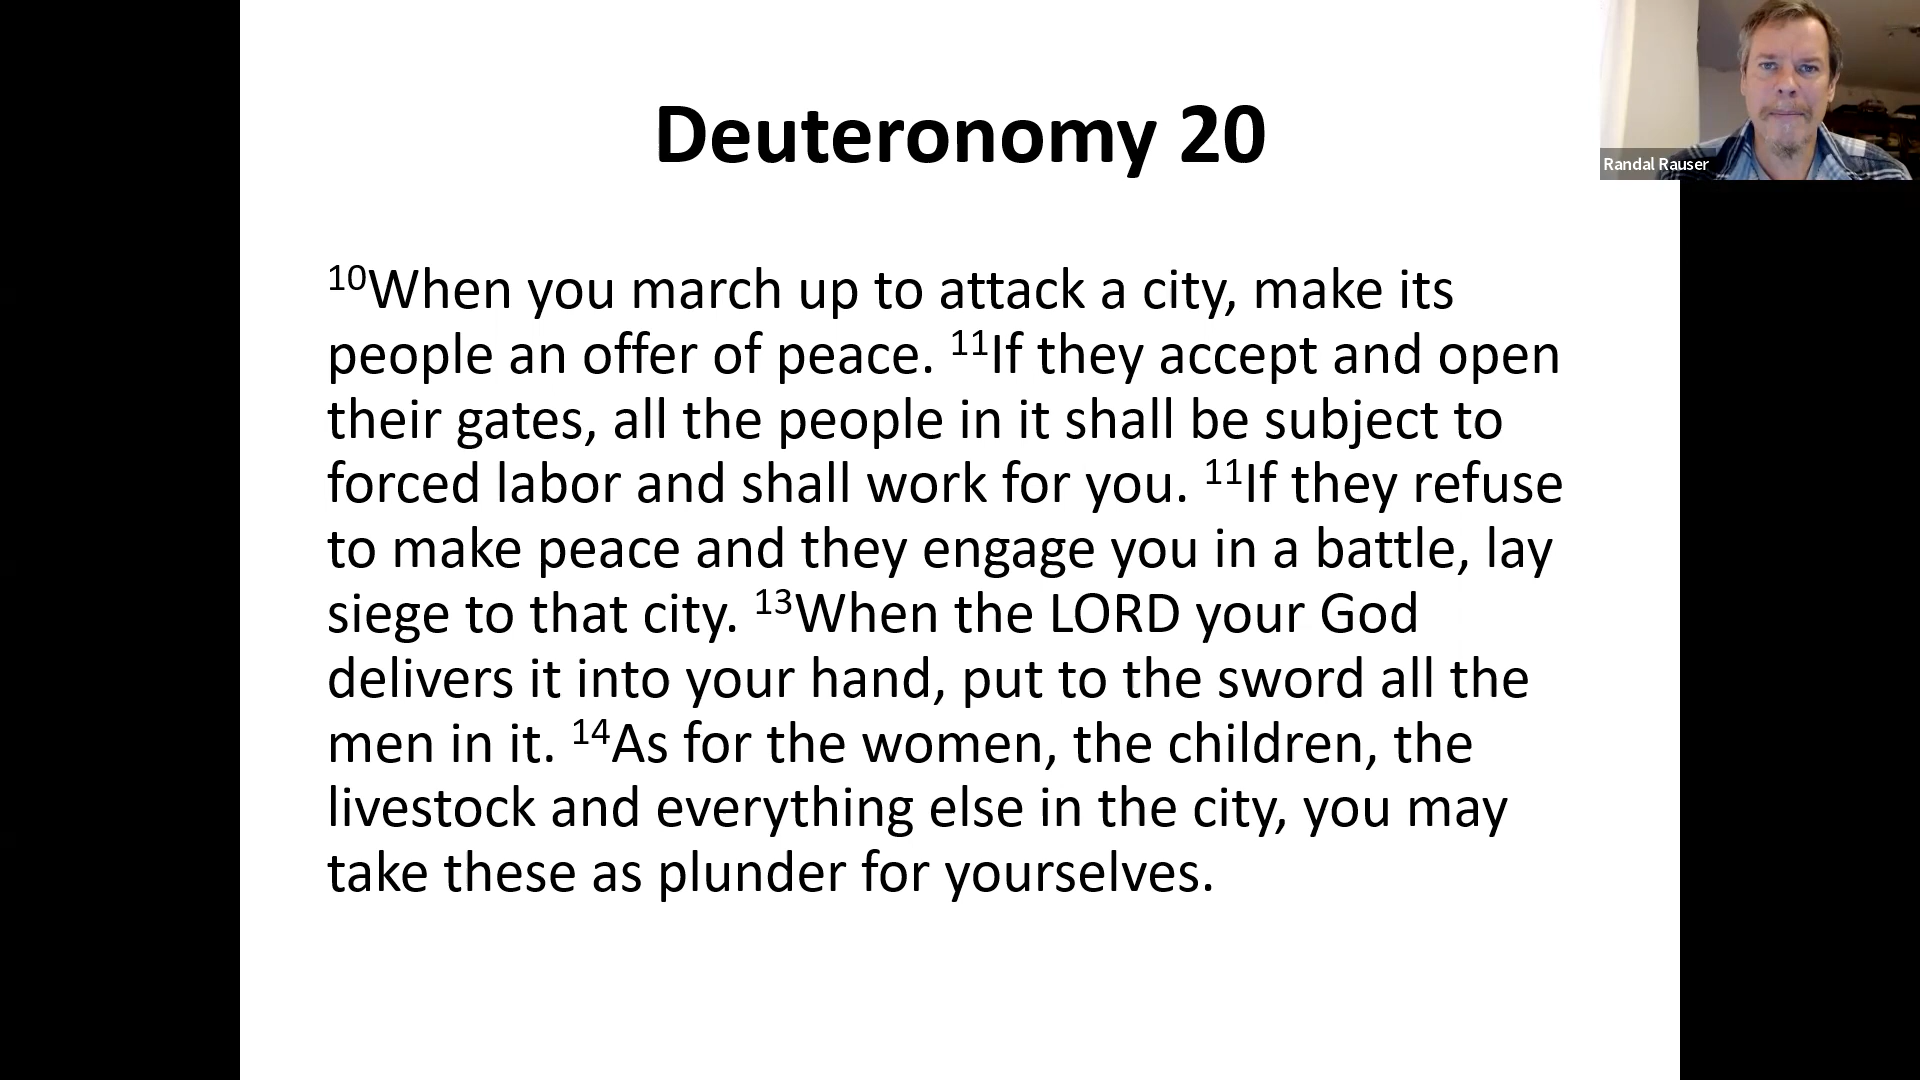 Deuteronomy 20
Randal Rauser
10When you march up to attack a city, make its
people an offer of peace. 11If they accept and open
their gates, all the people in it shall be subject to
forced labor and shall work for you. 11If they refuse
to make peace and they engage you in a battle, lay
siege to that city. 13When the LORD your God
delivers it into your hand, put to the sword all the
men in it. 14As for the women, the children, the
livestock and everything else in the city, you may
take these as plunder for yourselves.